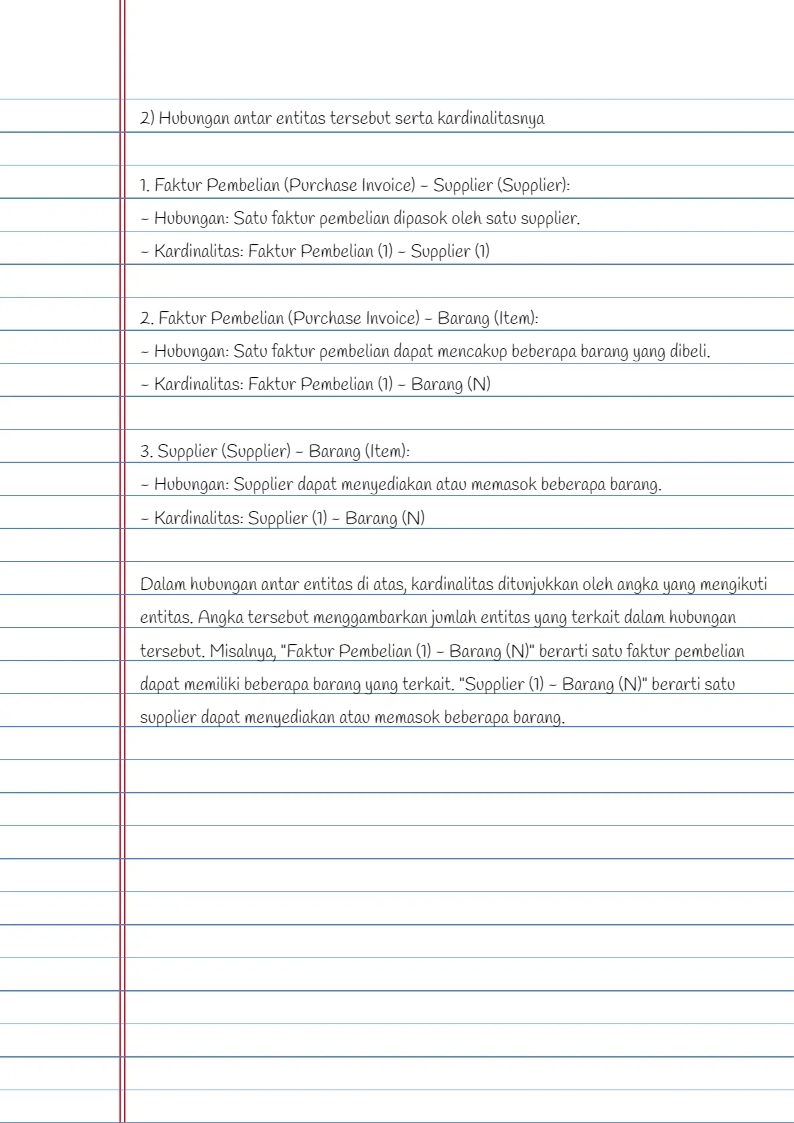 2) Hubungan antar entitas tersebut serta kardinalitasnya
1. Faktur Pembelian (Purchase Invoice) - Supplier (Supplier):
- Hubungan: Satu faktur pembelian dipasok oleh satu supplier.
- Kardinalitas: Faktur Pembelian (1) - Supplier (1)
2. Faktur Pembelian (Purchase Invoice) - Barang (Item):
- Hubungan: Satu faktur pembelian dapat mencakup beberapa barang yang dibeli.
- Kardinalitas: Faktur Pembelian (1) - Barang (N)
3. Supplier (Supplier) - Barang (Item):
- Hubungan: Supplier dapat menyediakan atau memasok beberapa barang.
- Kardinalitas: Supplier (1) - Barang (N)
Dalam hubungan antar entitas di atas, kardinalitas ditunjukkan oleh angka yang mengikuti
entitas. Angka tersebut menggambarkan jumlah entitas yang terkait dalam hubungan
tersebut. Misalnya, "Faktur Pembelian (1) - Barang (N)" berarti satu faktur pembelian
dapat memiliki beberapa barang yang terkait. "Supplier (1) - Barang (N)" berarti satu
supplier dapat menyediakan atau memasok beberapa barang.